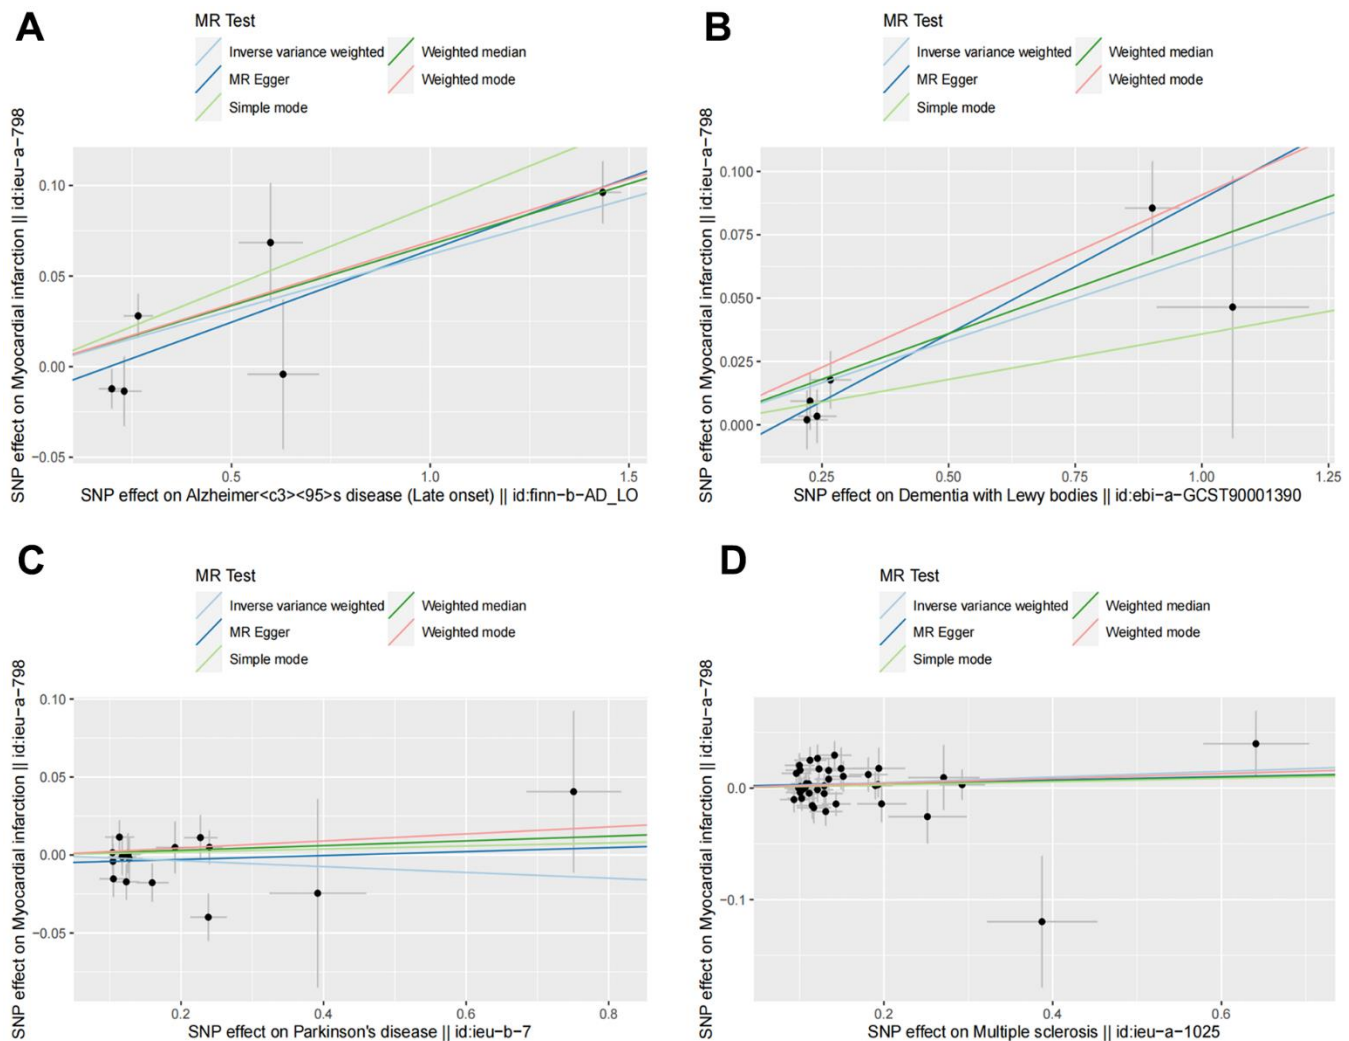 A
MR Test
Inverse variance weighted
Weighted median
MR Egger
Weighted mode
Simple mode
SNP effect on Myocardial infarction || id:ieu-a-798
0.10
0.05
0.00
−0.05
0.5
1.0
1.5
SNP effect on Alzheimer<c3><95>s disease (Late onset) || id:finn-b-AD_LO
B
MR Test
Inverse variance weighted
Weighted median
MR Egger
Weighted mode
Simple mode
SNP effect on Myocardial infarction || id:ieu-a-798
0.100
0.075
0.050
0.025
0.000
0.25
0.50
0.75
1.00
1.25
SNP effect on Dementia with Lewy bodies || id:ebi-a-GCST90001390
C
MR Test
Inverse variance weighted
Weighted median
MR Egger
Weighted mode
Simple mode
SNP effect on Myocardial infarction || id:ieu-a-798
0.10
0.05
0.00
−0.05
0.2
0.4
0.6
0.8
SNP effect on Parkinson's disease || id:ieu-b-7
D
MR Test
Inverse variance weighted
Weighted median
MR Egger
Weighted mode
Simple mode
SNP effect on Myocardial infarction || id:ieu-a-798
0.0
−0.1
0.2
0.4
0.6
SNP effect on Multiple sclerosis || id:ieu-a-1025